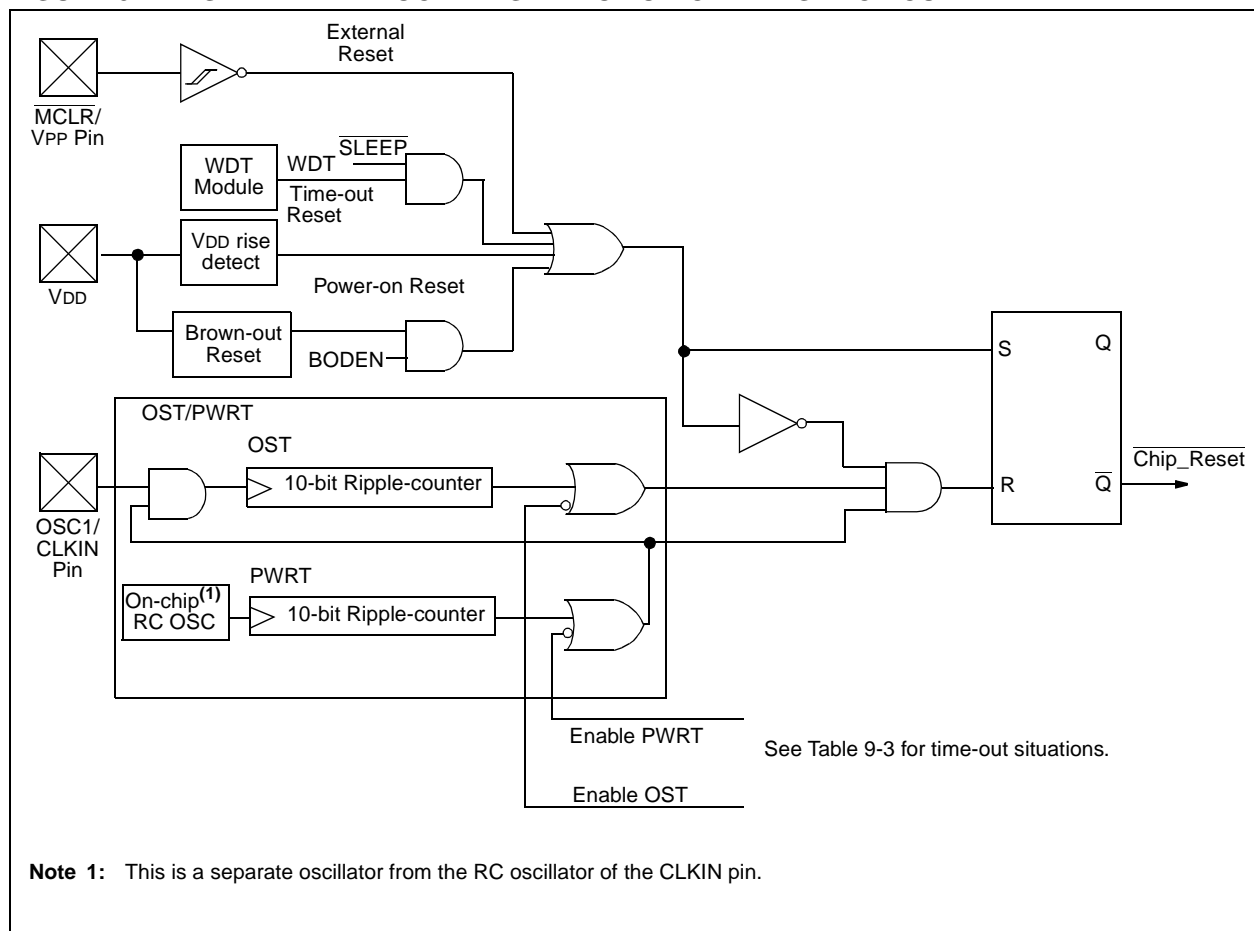 External
Reset
MCLR/
VPP Pin
SLEEP
WDT
Module
WDT
Time-out
Reset
VDD rise
detect
VDD
Power-on Reset
Brown-out
Reset
BODEN
S
Q
OST/PWRT
OST
10-bit Ripple-counter
OSC1/
CLKIN
Pin
Chip_Reset
R
Q
PWRT
On-chip(1)
RC OSC
10-bit Ripple-counter
Enable PWRT
See Table 9-3 for time-out situations.
Enable OST
Note 1: This is a separate oscillator from the RC oscillator of the CLKIN pin.